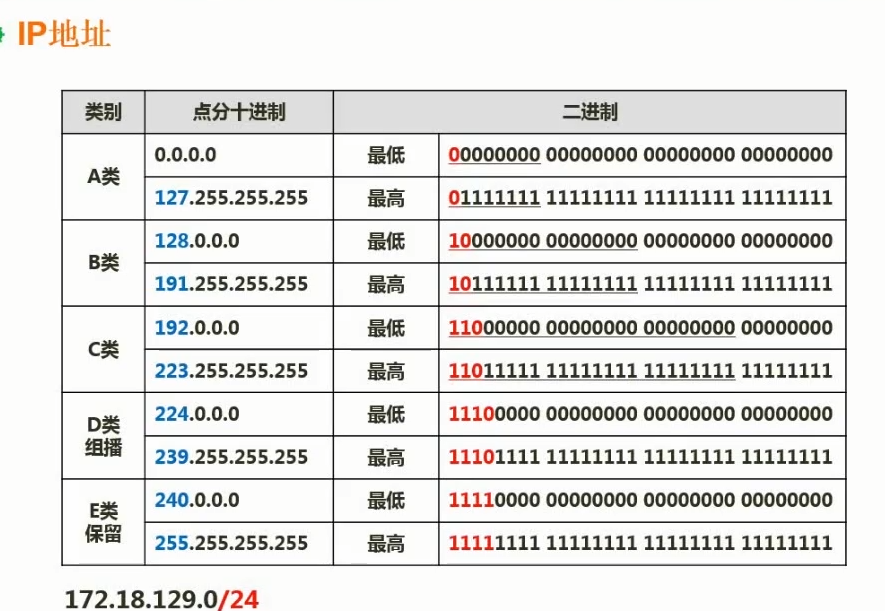 IP地址
类别 点分十进制 二进制
A类 0.0.0.0 最低 00000000 00000000 00000000 00000000
127.255.255.255 最高 01111111 11111111 11111111 11111111
B类 128.0.0.0 最低 10000000 00000000 00000000 00000000
191.255.255.255 最高 10111111 11111111 11111111 11111111
C类 192.0.0.0 最低 11000000 00000000 00000000 00000000
223.255.255.255 最高 11011111 11111111 11111111 11111111
D类 组播 224.0.0.0 最低 11100000 00000000 00000000 00000000
239.255.255.255 最高 11101111 11111111 11111111 11111111
E类 保留 240.0.0.0 最低 11110000 00000000 00000000 00000000
255.255.255.255 最高 11111111 11111111 11111111 11111111
172.18.129.0/24